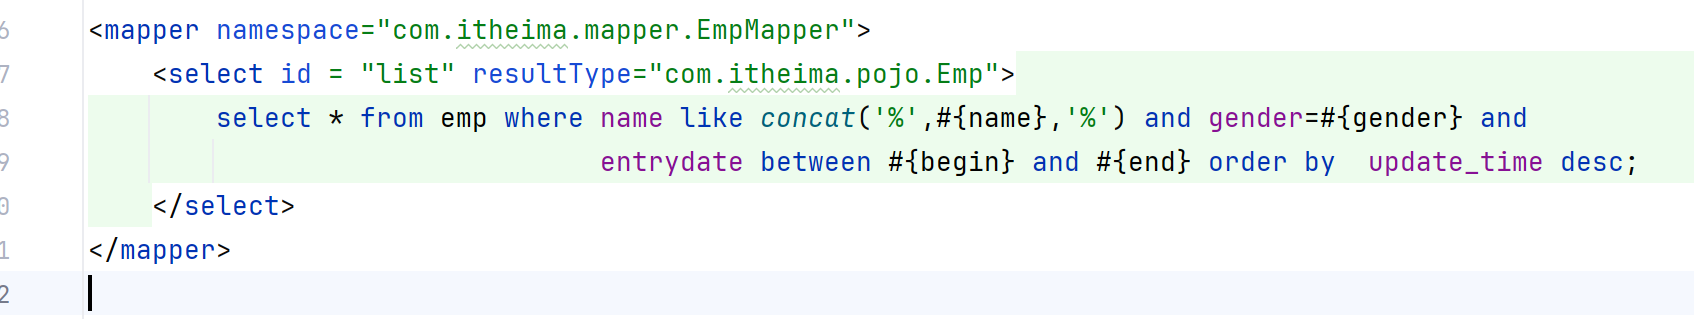 6 <mapper namespace="com.itheima.mapper.EmpMapper">
7     <select id = "list" resultType="com.itheima.pojo.Emp">
8         select * from emp where name like concat('%',#{name},'%') and gender=#{gender} and
9                                 entrydate between #{begin} and #{end} order by  update_time desc;
0     </select>
1 </mapper>
2